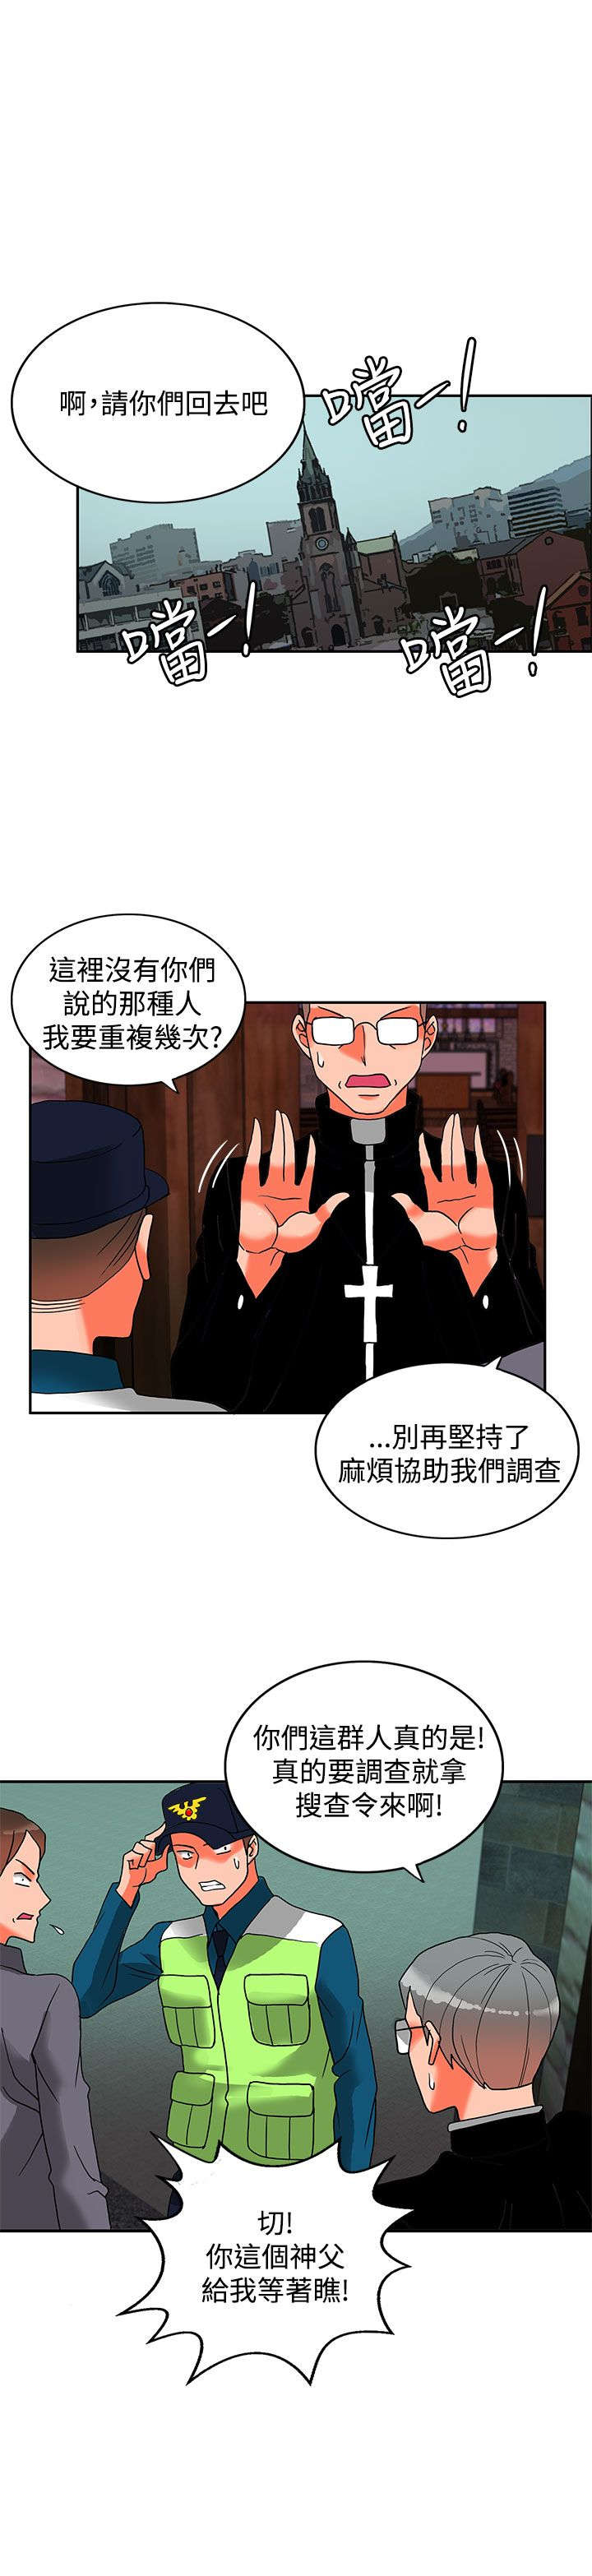 啊，請你們回去吧
噹一！
噹一！
噹一！
這裡沒有你們
說的那種人
我要重複幾次?
...別再堅持了
麻煩協助我們調查
你們這群人真的是!
真的要調查就拿
搜查令來啊!
切!
你這個神父
給我等著瞧!